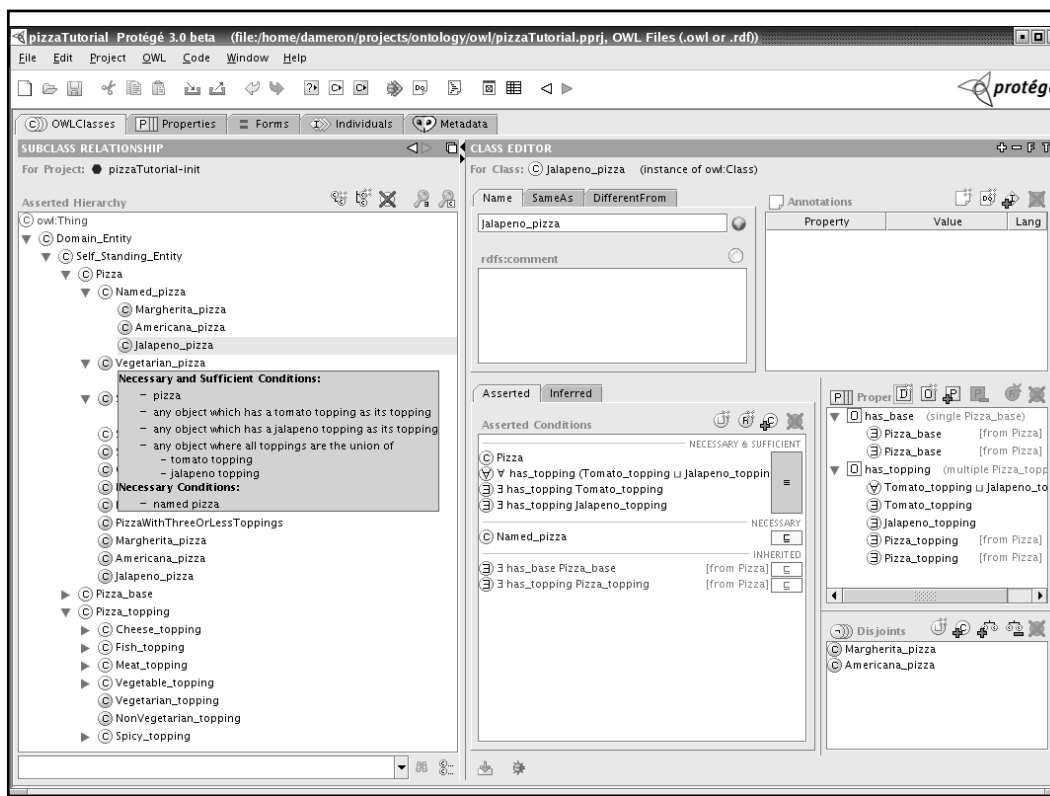 pizzaTutorial Protégé 3.0 beta (file:/home/dameron/projects/ontology/owl/pizzaTutorial.pprj, OWL Files (.owl or .rdf))
File Edit Project OWL Code Window Help
protég
OWLClasses Properties Forms Individuals Metadata
SUBCLASS RELATIONSHIP
For Project: pizzaTutorial-init
Asserted Hierarchy
owl:Thing
Domain_Entity
Self_Standing_Entity
Pizza
Named_pizza
Margherita_pizza
Americana_pizza
Jalapeno_pizza
Vegetarian_pizza
Necessary and Sufficient Conditions:
– pizza
– any object which has a tomato topping as its topping
– any object which has a jalapeno topping as its topping
– any object where all toppings are the union of
– tomato topping
– jalapeno topping
Necessary Conditions:
– named pizza
PizzaWithThreeOrLessToppings
Margherita_pizza
Americana_pizza
Jalapeno_pizza
Pizza_base
Pizza_topping
Cheese_topping
Fish_topping
Meat_topping
Vegetable_topping
Vegetarian_topping
NonVegetarian_topping
Spicy_topping
CLASS EDITOR
For Class: Jalapeno_pizza (instance of owl:Class)
Name SameAs DifferentFrom
Jalapeno_pizza
rdfs:comment
Annotations
Property Value Lang
Asserted Inferred
Asserted Conditions
NECESSARY & SUFFICIENT
Pizza
∀ has_topping (Tomato_topping ⊔ Jalapeno_toppin
∃ has_topping Tomato_topping
∃ has_topping Jalapeno_topping
≡
NECESSARY
Named_pizza ⊑
INHERITED
∃ has_base Pizza_base [from Pizza] ⊑
∃ has_topping Pizza_topping [from Pizza] ⊑
Proper
has_base (single Pizza_base)
Pizza_base [from Pizza]
Pizza_base [from Pizza]
has_topping (multiple Pizza_topp
Tomato_topping ⊔ Jalapeno_to
Tomato_topping
Jalapeno_topping
Pizza_topping [from Pizza]
Pizza_topping [from Pizza]
Disjoints
Margherita_pizza
Americana_pizza